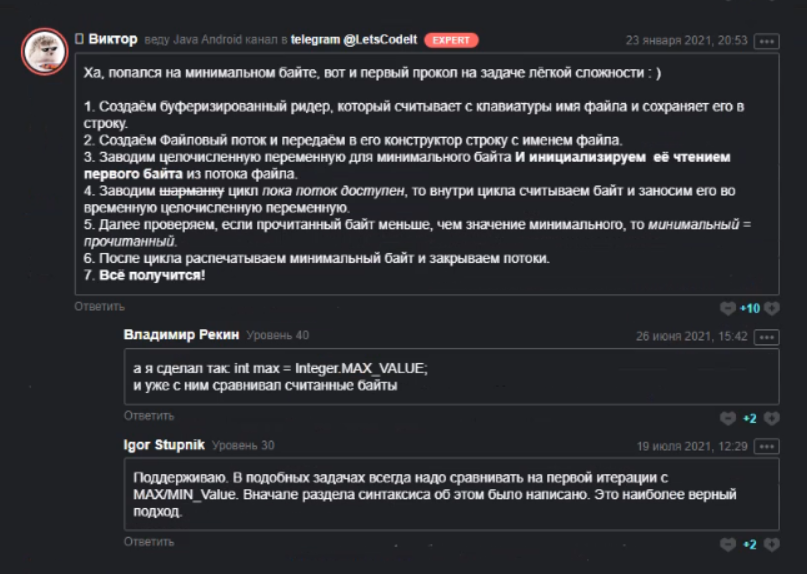 Виктор веду Java Android канал в telegram @LetsCodeIt EXPERT 23 января 2021, 20:53
Ха, попался на минимальном байте, вот и первый прокол на задаче лёгкой сложности : )
1. Создаём буферизированный ридер, который считывает с клавиатуры имя файла и сохраняет его в
строку.
2. Создаём Файловый поток и передаём в его конструктор строку с именем файла.
3. Заводим целочисленную переменную для минимального байта И инициализируем её чтением
первого байта из потока файла.
4. Заводим шарманку цикл пока поток доступен, то внутри цикла считываем байт и заносим его во
временную целочисленную переменную.
5. Далее проверяем, если прочитанный байт меньше, чем значение минимального, то минимальный =
прочитанный.
6. После цикла распечатываем минимальный байт и закрываем потоки.
7. Всё получится!
Ответить +10
Владимир Рекин Уровень 40 26 июня 2021, 15:42
а я сделал так: int max = Integer.MAX_VALUE;
и уже с ним сравнивал считанные байты
Ответить +2
Igor Stupnik Уровень 30 19 июля 2021, 12:29
Поддерживаю. В подобных задачах всегда надо сравнивать на первой итерации с
MAX/MIN_Value. Вначале раздела синтаксиса об этом было написано. Это наиболее верный
подход.
Ответить +2